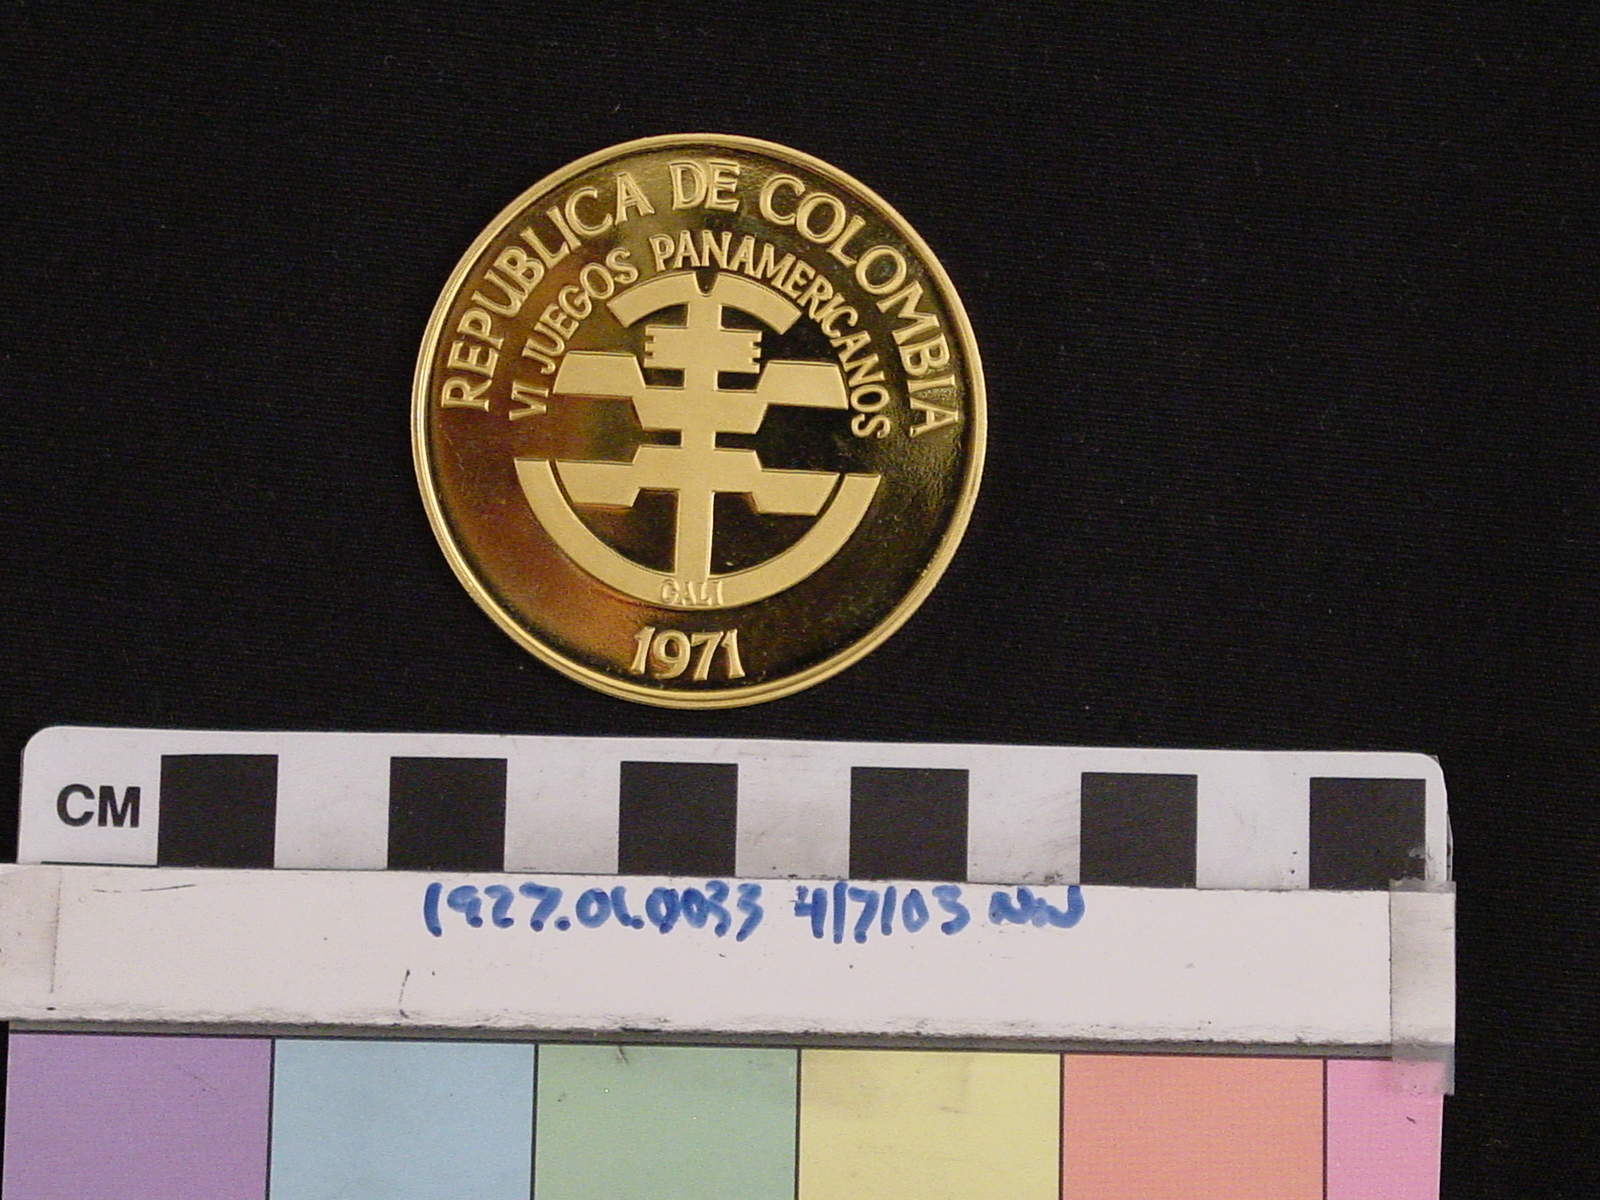 REPUBLICA DE COLOMBIA
VI JUEGOS PANAMERICANOS
CALI
1971
CM
1927.01.0033 4/7/03